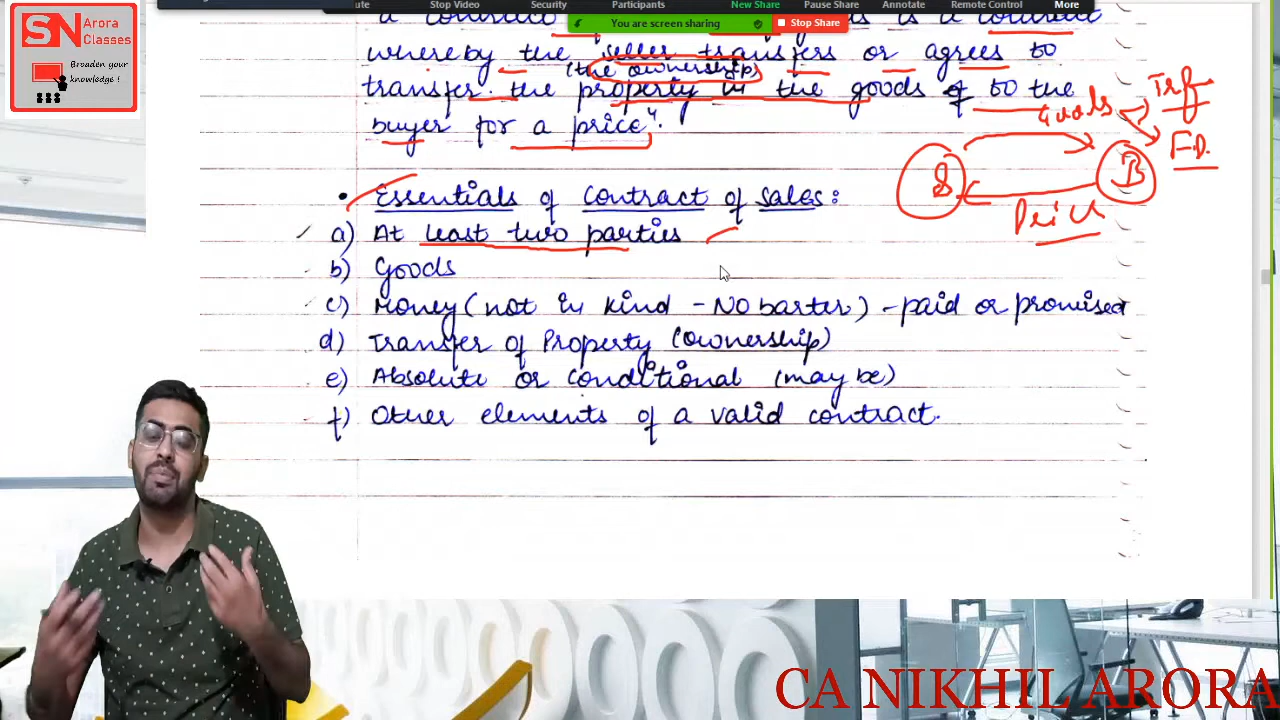 SN
Arora
Classes
Broaden your
knowledge !
Stop Video
Security
Participants
New Share
Pause Share
Annotate
Remote Control
More
You are screen sharing
Stop Share
a contract is a contract
whereby the seller transfers or agrees to
(the ownership)
transfer the property in the goods to the
buyer for a price".
Goods
Trf
F.D.
S
B
Price
• Essentials of contract of sales:
a) At least two parties
b) Goods
c) Money (not in kind - No barter) - paid or promised
d) Transfer of Property (ownership)
e) Absolute or conditional (may be)
f) Other elements of a valid contract.
CA NIKHIL ARORA